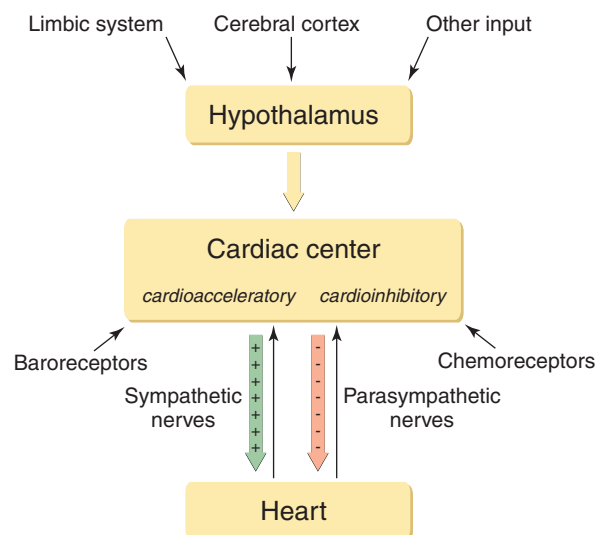 Limbic system
Cerebral cortex
Other input
Hypothalamus
Cardiac center
cardioacceleratory
cardioinhibitory
Baroreceptors
Chemoreceptors
+
+
+
+
+
+
+
-
-
-
-
-
-
-
Sympathetic
nerves
Parasympathetic
nerves
Heart